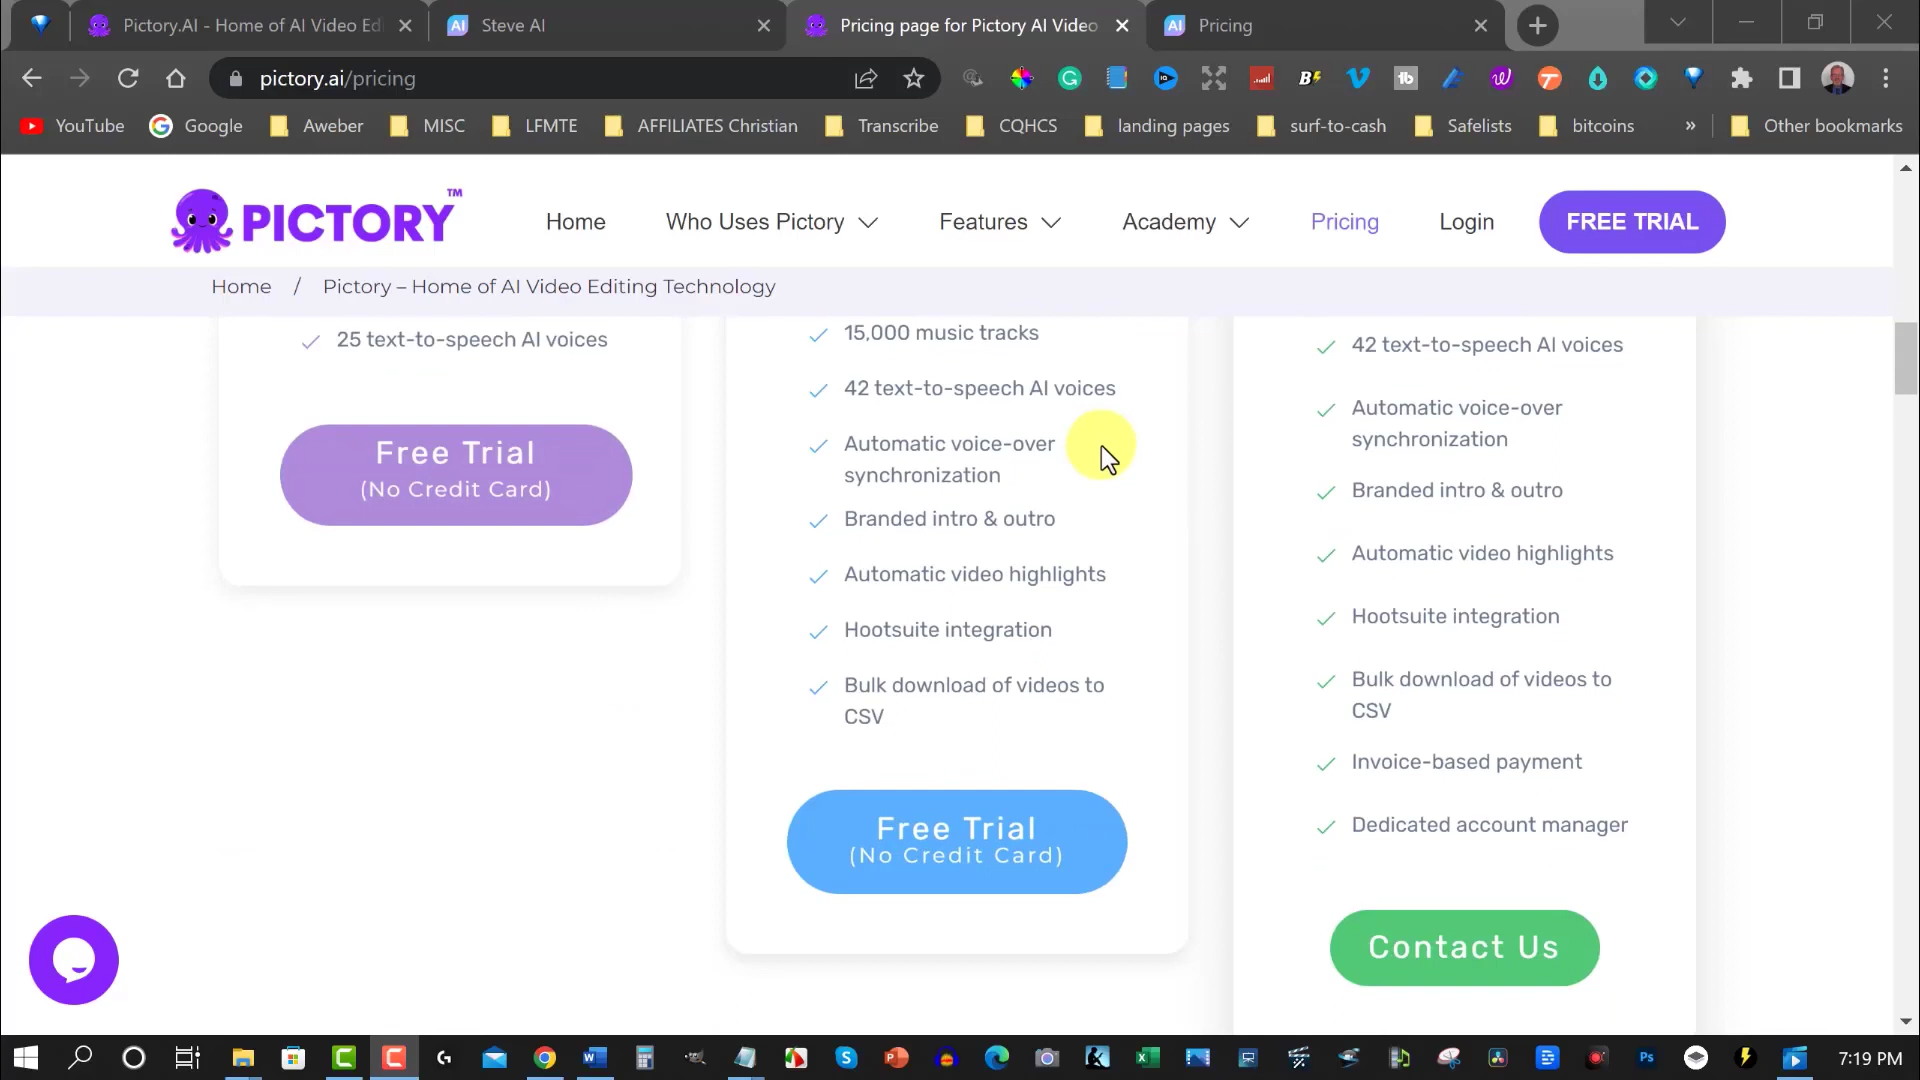 Pictory.AI - Home of AI Video Edi
Steve AI
Pricing page for Pictory AI Video
Pricing
pictory.ai/pricing
YouTube
Google
Aweber
MISC
LFMTE
AFFILIATES Christian
Transcribe
CQHCS
landing pages
surf-to-cash
Safelists
bitcoins
»
Other bookmarks
PICTORY™
Home
Who Uses Pictory
Features
Academy
Pricing
Login
FREE TRIAL
Home / Pictory – Home of AI Video Editing Technology
25 text-to-speech AI voices
Free Trial
(No Credit Card)
15,000 music tracks
42 text-to-speech AI voices
Automatic voice-over
synchronization
Branded intro & outro
Automatic video highlights
Hootsuite integration
Bulk download of videos to
CSV
Free Trial
(No Credit Card)
42 text-to-speech AI voices
Automatic voice-over
synchronization
Branded intro & outro
Automatic video highlights
Hootsuite integration
Bulk download of videos to
CSV
Invoice-based payment
Dedicated account manager
Contact Us
7:19 PM